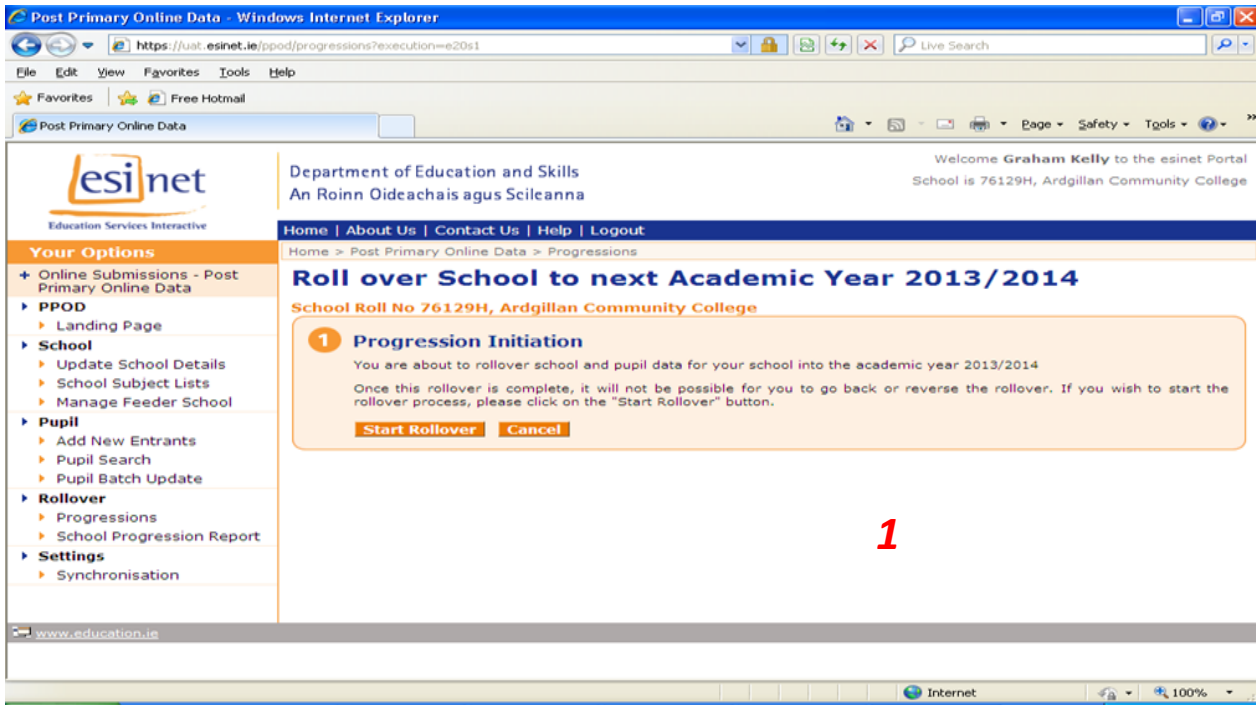 Post Primary Online Data - Windows Internet Explorer
https://uat.esinet.ie/ppod/progressions?execution=e20s1
Live Search
File Edit View Favorites Tools Help
Favorites Free Hotmail
Post Primary Online Data
Page Safety Tools
esinet
Education Services Interactive
Department of Education and Skills
An Roinn Oideachais agus Scileanna
Welcome Graham Kelly to the esinet Portal
School is 76129H, Ardgillan Community College
Home | About Us | Contact Us | Help | Logout
Your Options
+ Online Submissions - Post
Primary Online Data
PPOD
Landing Page
School
Update School Details
School Subject Lists
Manage Feeder School
Pupil
Add New Entrants
Pupil Search
Pupil Batch Update
Rollover
Progressions
School Progression Report
Settings
Synchronisation
Home > Post Primary Online Data > Progressions
Roll over School to next Academic Year 2013/2014
School Roll No 76129H, Ardgillan Community College
1 Progression Initiation
You are about to rollover school and pupil data for your school into the academic year 2013/2014
Once this rollover is complete, it will not be possible for you to go back or reverse the rollover. If you wish to start the
rollover process, please click on the "Start Rollover" button.
Start Rollover Cancel
1
www.education.ie
Internet 100%